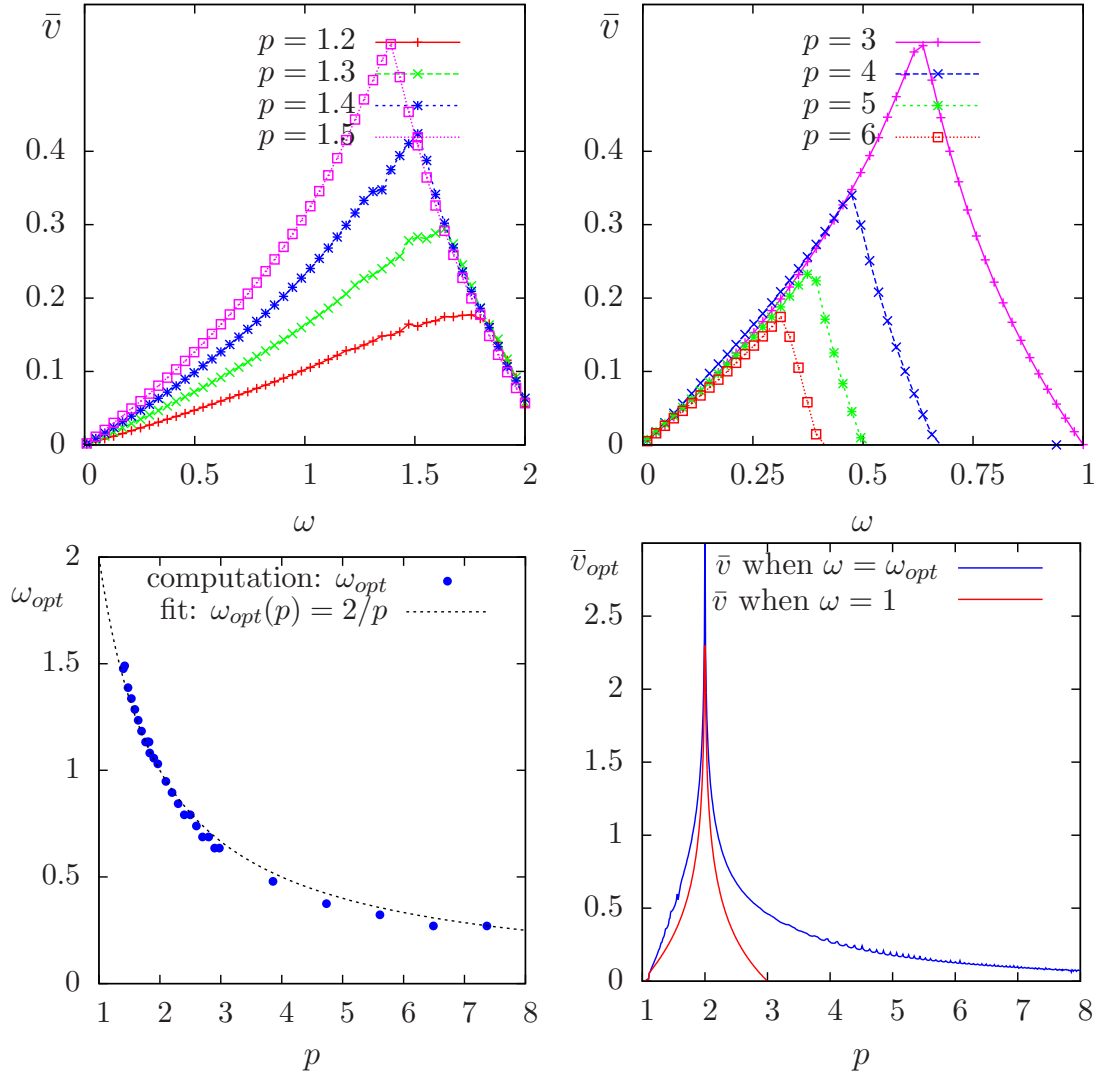 v̄
p = 1.2
p = 1.3
p = 1.4
p = 1.5
0.4
0.3
0.2
0.1
0
0 0.5 1 1.5 2
ω
v̄
p = 3
p = 4
p = 5
p = 6
0.4
0.3
0.2
0.1
0
0 0.25 0.5 0.75 1
ω
2
ω_opt
computation: ω_opt
fit: ω_opt(p) = 2/p
1.5
1
0.5
0
1 2 3 4 5 6 7 8
p
v̄_opt
v̄ when ω = ω_opt
v̄ when ω = 1
2.5
2
1.5
1
0.5
0
1 2 3 4 5 6 7 8
p